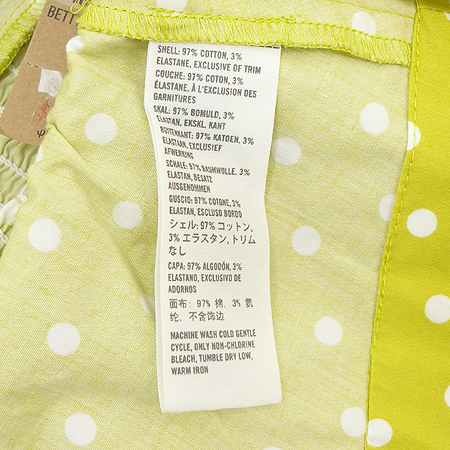 BETT
SHELL: 97% COTTON, 3%
ELASTANE, EXCLUSIVE OF TRIM
COUCHE: 97% COTON, 3%
ÉLASTANE, À L'EXCLUSION DES
GARNITURES
SKAL: 97% BOMULD, 3%
ELASTAN, EKSKL. KANT
BUITENKANT: 97% KATOEN, 3%
ELASTAAN, EXCLUSIEF
AFWERKING
SCHALE: 97% BAUMWOLLE, 3%
ELASTAN, BESATZ
AUSGENOMMEN
GUSCIO: 97% COTONE, 3%
ELASTAN, ESCLUSO BORDO
シェル: 97% コットン,
3% エラスタン, トリム
なし
CAPA: 97% ALGODÓN, 3%
ELASTANO, EXCLUSIVO DE
ADORNOS
面布: 97% 棉, 3% 氨
纶, 不含饰边
MACHINE WASH COLD GENTLE
CYCLE, ONLY NON-CHLORINE
BLEACH, TUMBLE DRY LOW,
WARM IRON